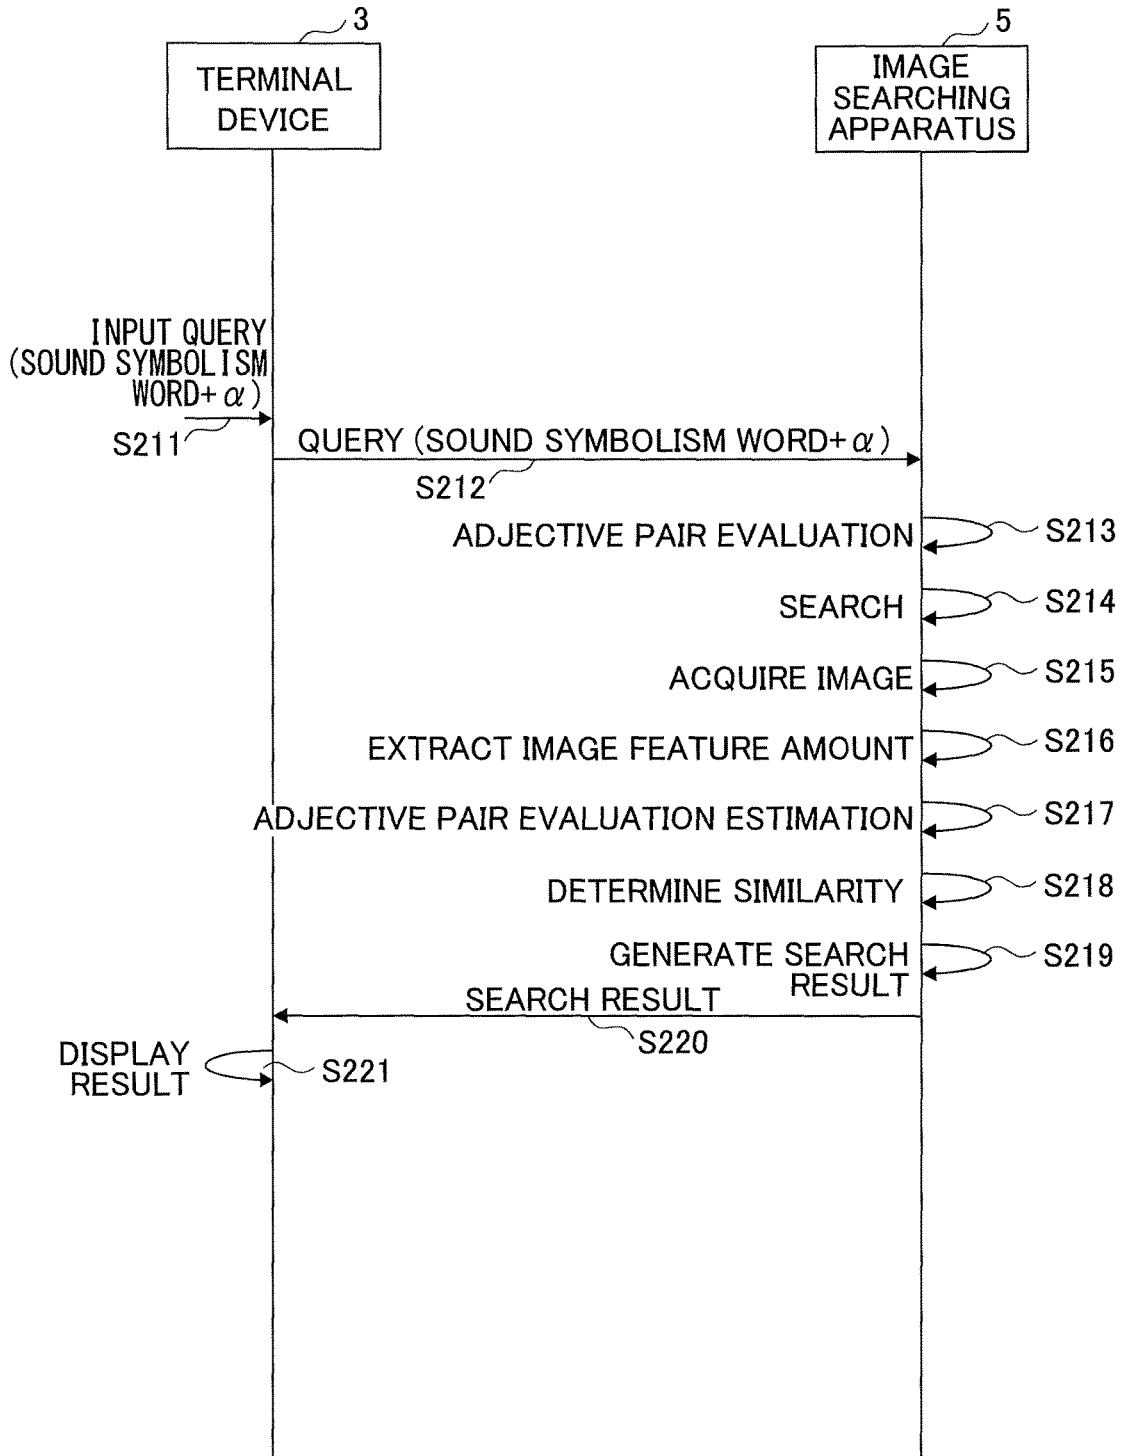 3
TERMINAL
DEVICE
5
IMAGE
SEARCHING
APPARATUS
INPUT QUERY
(SOUND SYMBOLISM
WORD+α)
S211
QUERY (SOUND SYMBOLISM WORD+α)
S212
ADJECTIVE PAIR EVALUATION
S213
SEARCH
S214
ACQUIRE IMAGE
S215
EXTRACT IMAGE FEATURE AMOUNT
S216
ADJECTIVE PAIR EVALUATION ESTIMATION
S217
DETERMINE SIMILARITY
S218
GENERATE SEARCH
RESULT
S219
SEARCH RESULT
S220
DISPLAY
RESULT
S221